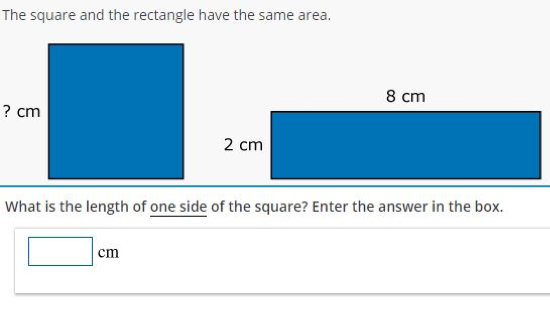 The square and the rectangle have the same area.
8 cm
? cm
2 cm
What is the length of one side of the square? Enter the answer in the box.
cm